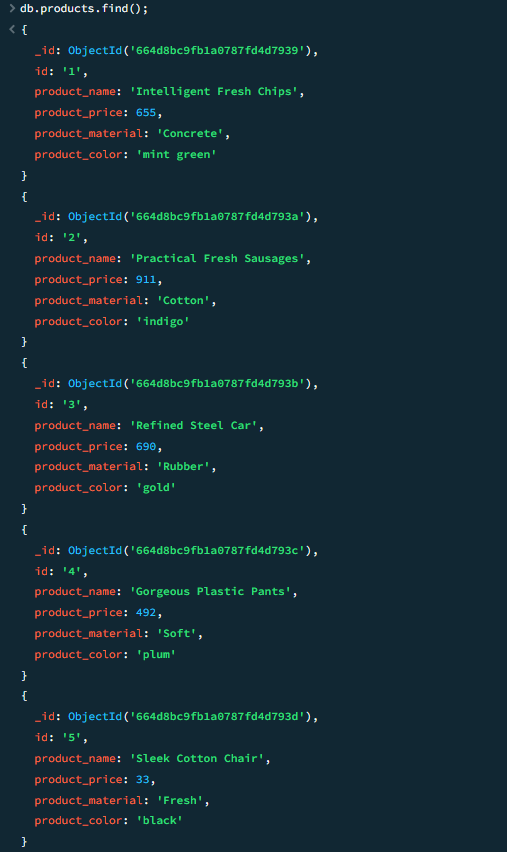 > db.products.find();
< {
_id: ObjectId('664d8bc9fb1a0787fd4d7939'),
id: '1',
product_name: 'Intelligent Fresh Chips',
product_price: 655,
product_material: 'Concrete',
product_color: 'mint green'
}
{
_id: ObjectId('664d8bc9fb1a0787fd4d793a'),
id: '2',
product_name: 'Practical Fresh Sausages',
product_price: 911,
product_material: 'Cotton',
product_color: 'indigo'
}
{
_id: ObjectId('664d8bc9fb1a0787fd4d793b'),
id: '3',
product_name: 'Refined Steel Car',
product_price: 690,
product_material: 'Rubber',
product_color: 'gold'
}
{
_id: ObjectId('664d8bc9fb1a0787fd4d793c'),
id: '4',
product_name: 'Gorgeous Plastic Pants',
product_price: 492,
product_material: 'Soft',
product_color: 'plum'
}
{
_id: ObjectId('664d8bc9fb1a0787fd4d793d'),
id: '5',
product_name: 'Sleek Cotton Chair',
product_price: 33,
product_material: 'Fresh',
product_color: 'black'
}